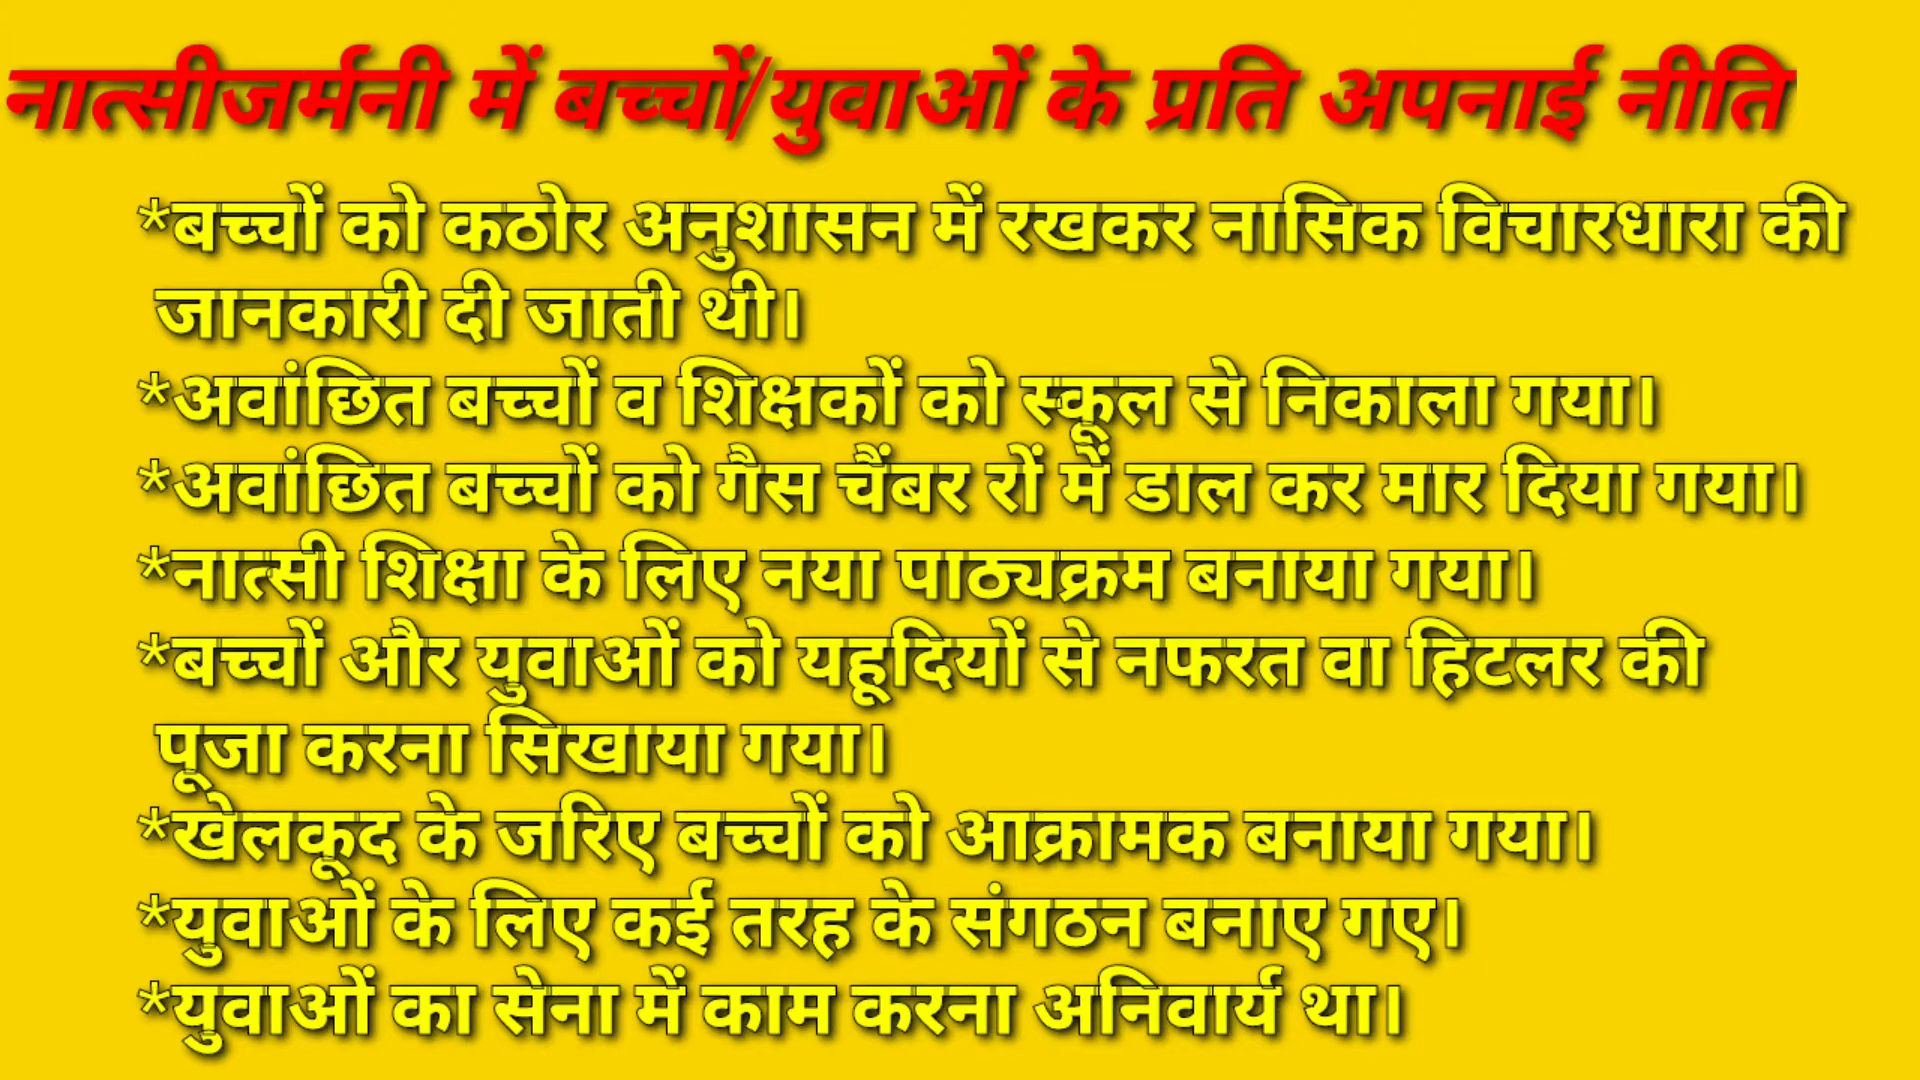 नात्सीजर्मनी में बच्चों/युवाओं के प्रति अपनाई नीति
*बच्चों को कठोर अनुशासन में रखकर नासिक विचारधारा की
जानकारी दी जाती थी।
*अवांछित बच्चों व शिक्षकों को स्कूल से निकाला गया।
*अवांछित बच्चों को गैस चैंबर रों में डाल कर मार दिया गया।
*नात्सी शिक्षा के लिए नया पाठ्यक्रम बनाया गया।
*बच्चों और युवाओं को यहूदियों से नफरत वा हिटलर की
पूजा करना सिखाया गया।
*खेलकूद के जरिए बच्चों को आक्रामक बनाया गया।
*युवाओं के लिए कई तरह के संगठन बनाए गए।
*युवाओं का सेना में काम करना अनिवार्य था।